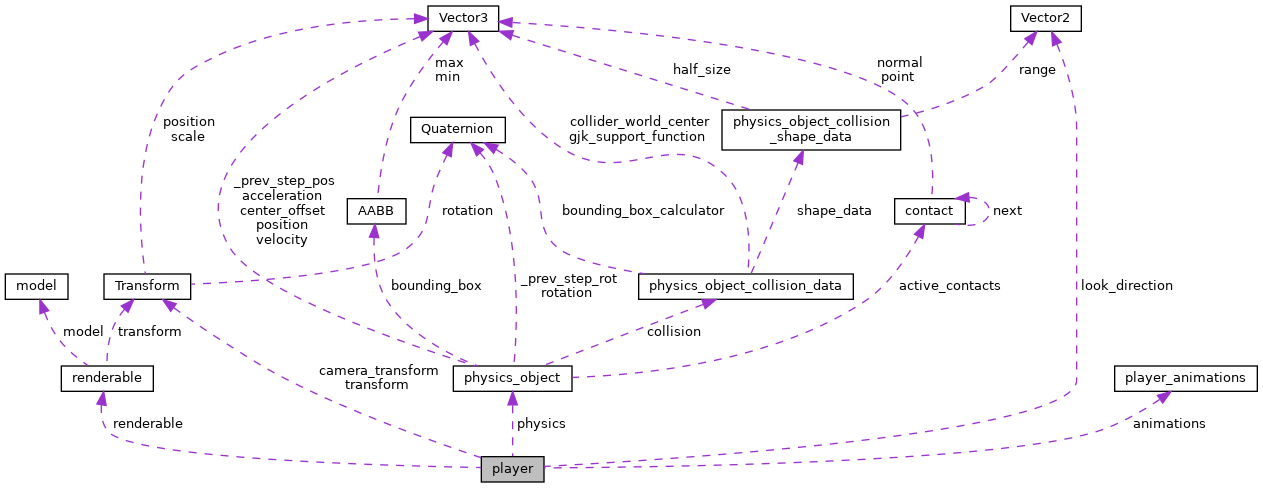 Vector3
Vector2
max
min
half_size
normal
point
range
position
scale
Quaternion
collider_world_center
gjk_support_function
physics_object_collision
_shape_data
_prev_step_pos
acceleration
center_offset
position
velocity
AABB
rotation
bounding_box_calculator
shape_data
contact
next
model
Transform
bounding_box
_prev_step_rot
rotation
physics_object_collision_data
active_contacts
look_direction
model
transform
collision
renderable
camera_transform
transform
physics_object
player_animations
renderable
physics
animations
player